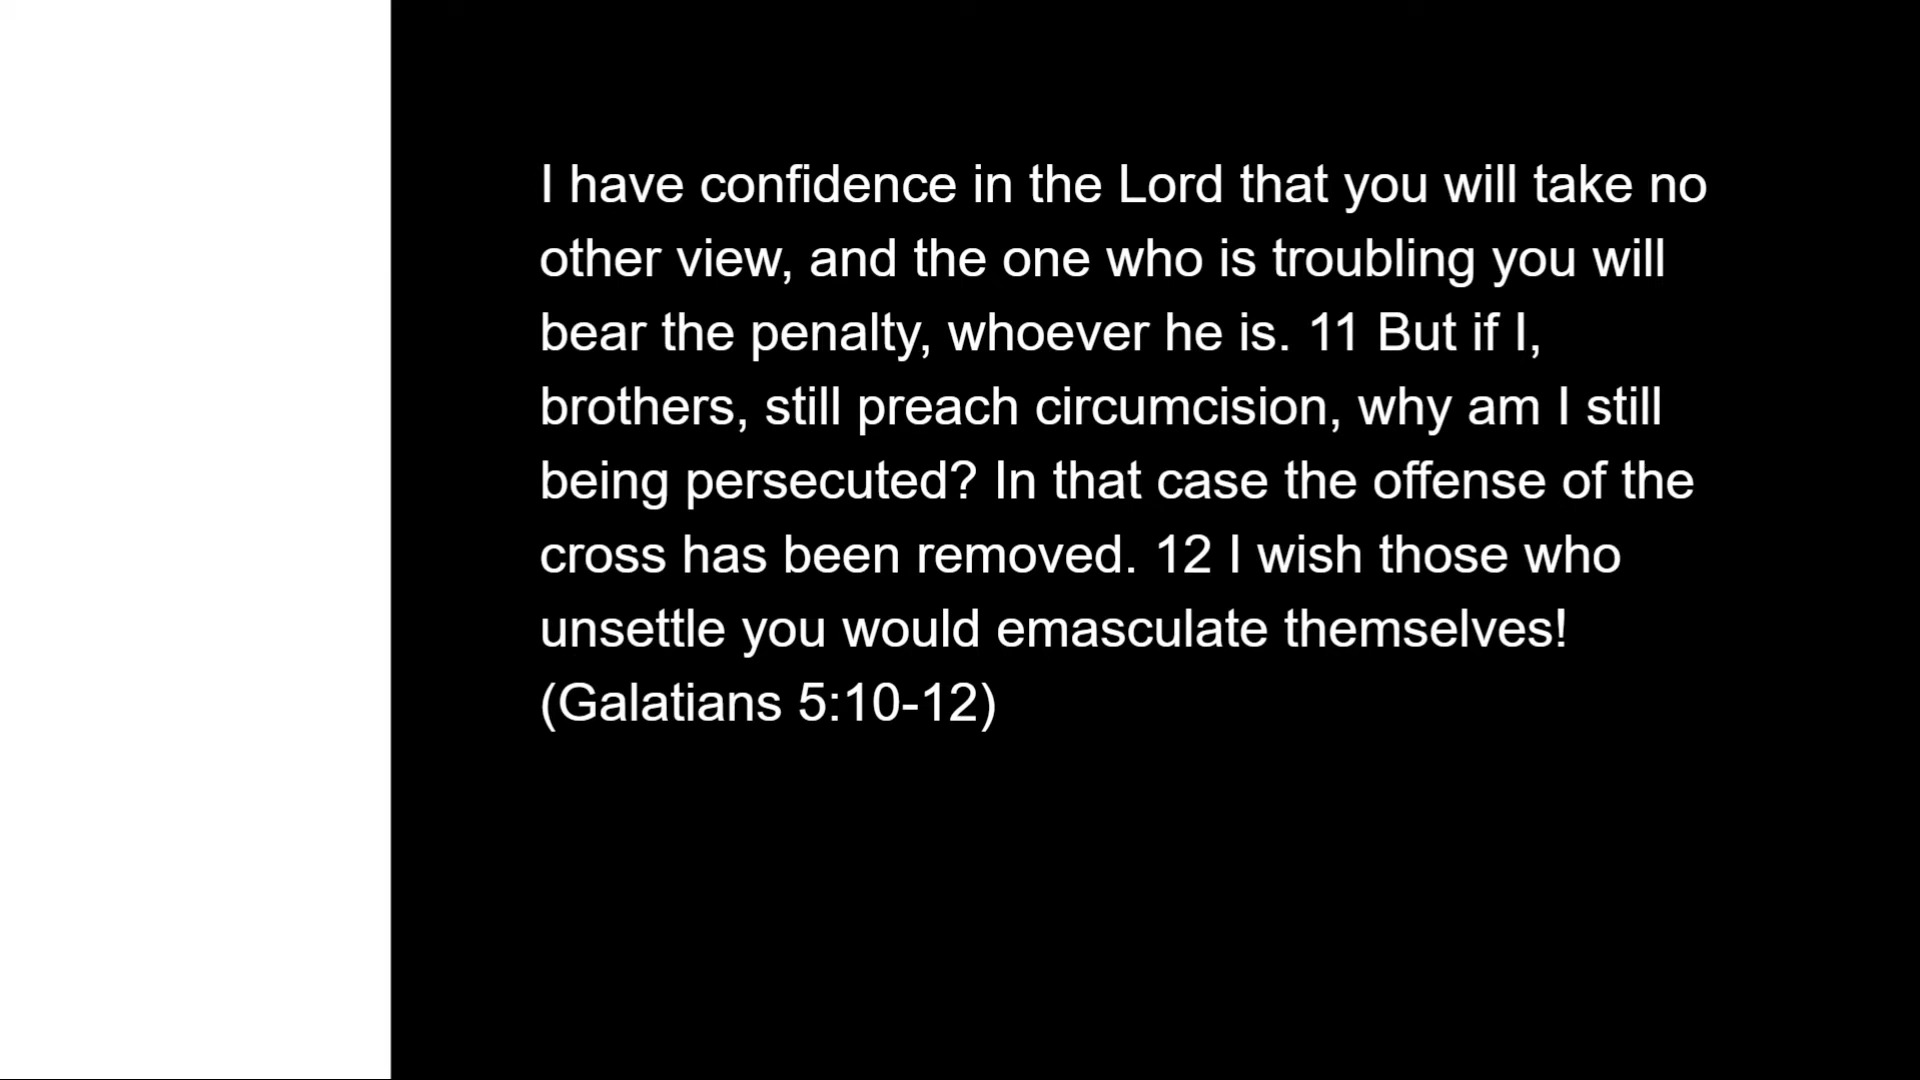 I have confidence in the Lord that you will take no
other view, and the one who is troubling you will
bear the penalty, whoever he is. 11 But if I,
brothers, still preach circumcision, why am I still
being persecuted? In that case the offense of the
cross has been removed. 12 I wish those who
unsettle you would emasculate themselves!
(Galatians 5:10-12)